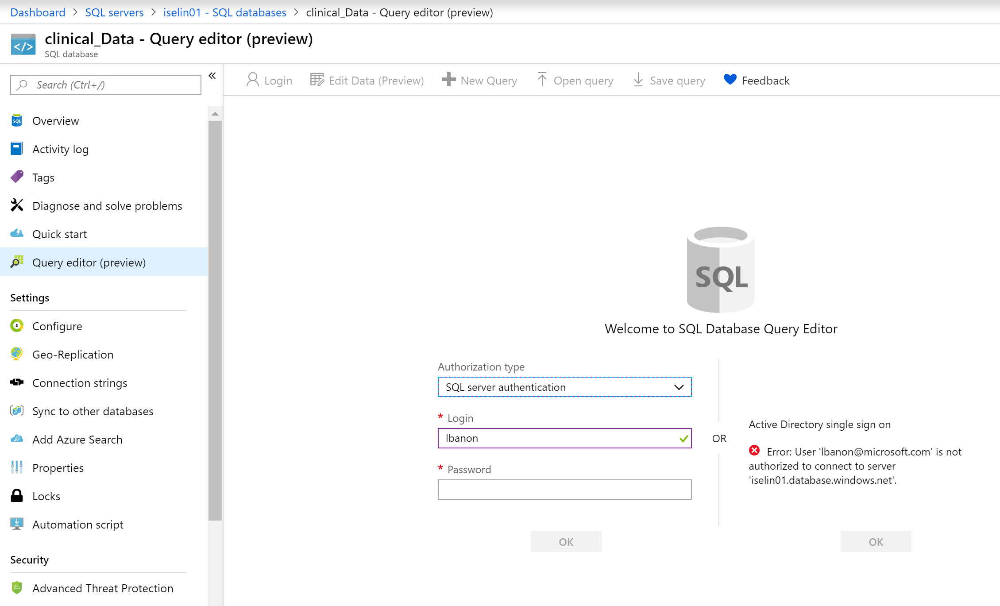 Dashboard > SQL servers > iselin01 - SQL databases > clinical_Data - Query editor (preview)
clinical_Data - Query editor (preview)
SQL database
Search (Ctrl+/)
«
Login
Edit Data (Preview)
New Query
Open query
Save query
Feedback
SQL
Overview
Activity log
Tags
Diagnose and solve problems
Quick start
Query editor (preview)
Settings
Configure
Geo-Replication
Connection strings
Sync to other databases
Add Azure Search
Properties
Locks
Automation script
Security
Advanced Threat Protection
SQL
Welcome to SQL Database Query Editor
Authorization type
SQL server authentication
* Login
lbanon
* Password
OK
OR
Active Directory single sign on
Error: User 'lbanon@microsoft.com' is not
authorized to connect to server
'iselin01.database.windows.net'.
OK